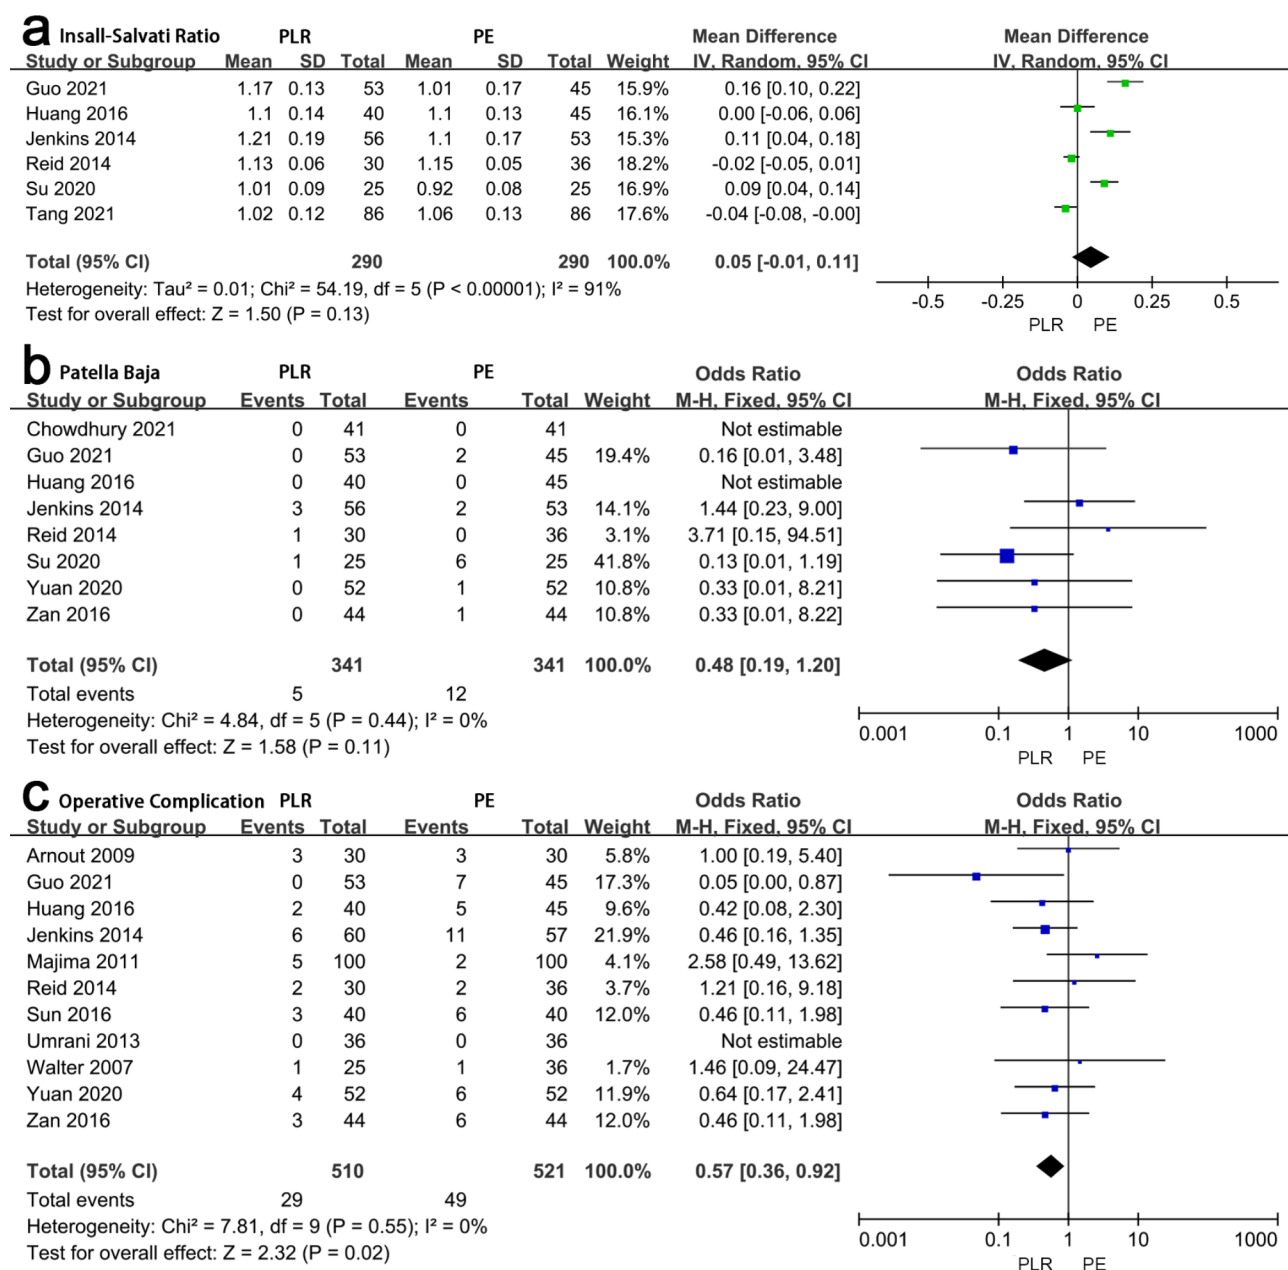 a Insall-Salvati Ratio PLR PE Mean Difference Mean Difference
Study or Subgroup Mean SD Total Mean SD Total Weight IV, Random, 95% CI IV, Random, 95% CI
Guo 2021 1.17 0.13 53 1.01 0.17 45 15.9% 0.16 [0.10, 0.22]
Huang 2016 1.1 0.14 40 1.1 0.13 45 16.1% 0.00 [-0.06, 0.06]
Jenkins 2014 1.21 0.19 56 1.1 0.17 53 15.3% 0.11 [0.04, 0.18]
Reid 2014 1.13 0.06 30 1.15 0.05 36 18.2% -0.02 [-0.05, 0.01]
Su 2020 1.01 0.09 25 0.92 0.08 25 16.9% 0.09 [0.04, 0.14]
Tang 2021 1.02 0.12 86 1.06 0.13 86 17.6% -0.04 [-0.08, -0.00]
Total (95% CI) 290 290 100.0% 0.05 [-0.01, 0.11]
Heterogeneity: Tau² = 0.01; Chi² = 54.19, df = 5 (P < 0.00001); I² = 91%
Test for overall effect: Z = 1.50 (P = 0.13)
-0.5 -0.25 0 0.25 0.5
PLR PE
b Patella Baja PLR PE Odds Ratio Odds Ratio
Study or Subgroup Events Total Events Total Weight M-H, Fixed, 95% CI M-H, Fixed, 95% CI
Chowdhury 2021 0 41 0 41 Not estimable
Guo 2021 0 53 2 45 19.4% 0.16 [0.01, 3.48]
Huang 2016 0 40 0 45 Not estimable
Jenkins 2014 3 56 2 53 14.1% 1.44 [0.23, 9.00]
Reid 2014 1 30 0 36 3.1% 3.71 [0.15, 94.51]
Su 2020 1 25 6 25 41.8% 0.13 [0.01, 1.19]
Yuan 2020 0 52 1 52 10.8% 0.33 [0.01, 8.21]
Zan 2016 0 44 1 44 10.8% 0.33 [0.01, 8.22]
Total (95% CI) 341 341 100.0% 0.48 [0.19, 1.20]
Total events 5 12
Heterogeneity: Chi² = 4.84, df = 5 (P = 0.44); I² = 0%
Test for overall effect: Z = 1.58 (P = 0.11)
0.001 0.1 1 10 1000
PLR PE
c Operative Complication PLR PE Odds Ratio Odds Ratio
Study or Subgroup Events Total Events Total Weight M-H, Fixed, 95% CI M-H, Fixed, 95% CI
Arnout 2009 3 30 3 30 5.8% 1.00 [0.19, 5.40]
Guo 2021 0 53 7 45 17.3% 0.05 [0.00, 0.87]
Huang 2016 2 40 5 45 9.6% 0.42 [0.08, 2.30]
Jenkins 2014 6 60 11 57 21.9% 0.46 [0.16, 1.35]
Majima 2011 5 100 2 100 4.1% 2.58 [0.49, 13.62]
Reid 2014 2 30 2 36 3.7% 1.21 [0.16, 9.18]
Sun 2016 3 40 6 40 12.0% 0.46 [0.11, 1.98]
Umrani 2013 0 36 0 36 Not estimable
Walter 2007 1 25 1 36 1.7% 1.46 [0.09, 24.47]
Yuan 2020 4 52 6 52 11.9% 0.64 [0.17, 2.41]
Zan 2016 3 44 6 44 12.0% 0.46 [0.11, 1.98]
Total (95% CI) 510 521 100.0% 0.57 [0.36, 0.92]
Total events 29 49
Heterogeneity: Chi² = 7.81, df = 9 (P = 0.55); I² = 0%
Test for overall effect: Z = 2.32 (P = 0.02)
0.001 0.1 1 10 1000
PLR PE